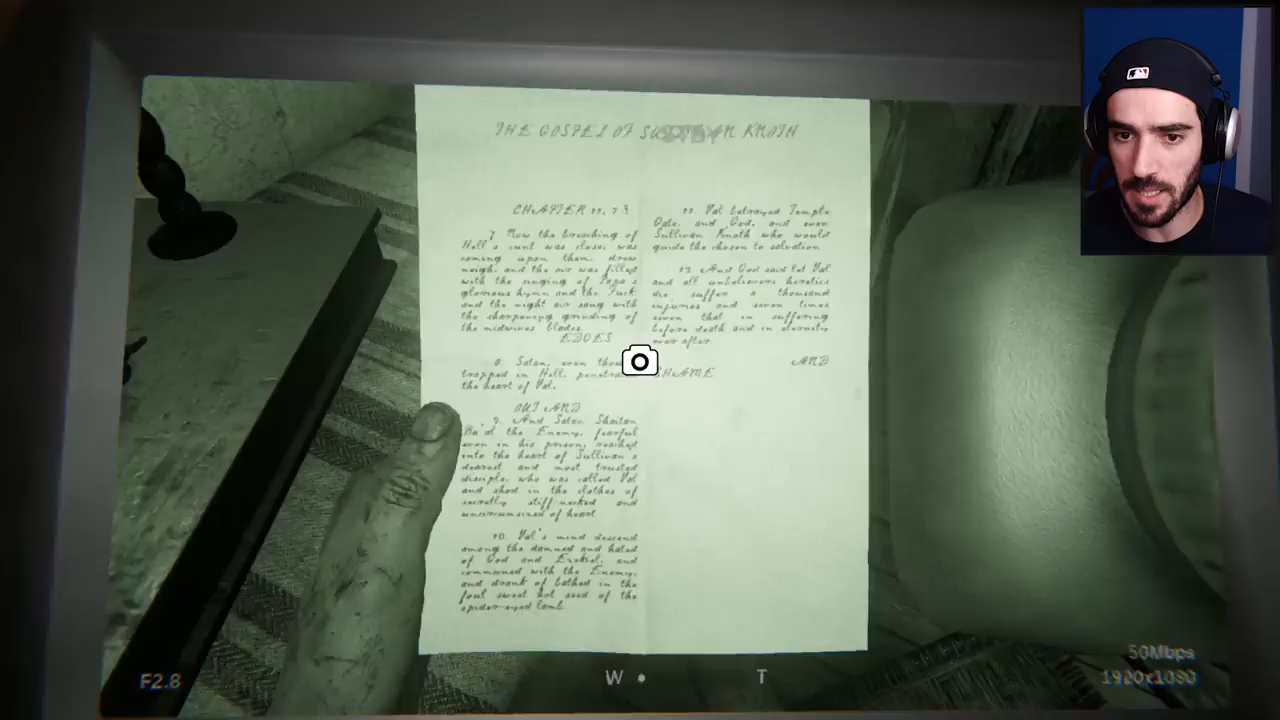 THE GOSPEL OF SULLIVAN KNOTH
CHAPTER 11, 7
7. Now the breaching of
Hell's cunt was close, was
coming upon them, drew
neigh, and the air was filled
with the singing of Papa's
glorious hymn and the
and the night air sang with
the sharpening grinding of
the midwives blades.
EDGES
8. Satan, even
trapped in Hell,
the heart of Val.
OUT AND
9. And Satan Shaitan
Ba'al the Enemy, fearful
even in his prison, reached
into the heart of Sullivan's
dearest and most trusted
disciple, who was called Val
and shod in the clothes of
secretly stiff-necked and
uncircumcised of heart.
10. Val's mind descend
among the damned and hated
of God and Ezekiel, and
communed with the Enemy,
and drank of bathed in the
foul sweet hot seed of the
spider-eyed lamb.
11. Val betrayed Temple
Gate, and God, and even
Sullivan Knoth who would
guide the chosen to salvation
12. And God said let Val
and all unbelievers heretics
die suffer a thousand
injuries and seven times
seven that in suffering
before death and in eternity
ever after.
AND
SHAME
F2.8
W
T
50Mbps
1920x1080